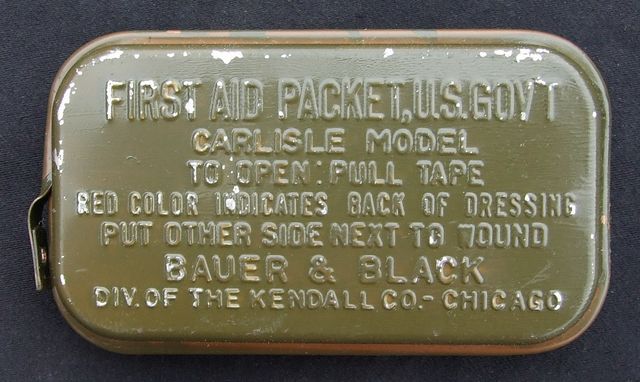 FIRST AID PACKET, U.S. GOV'T
CARLISLE MODEL
TO OPEN PULL TAPE
RED COLOR INDICATES BACK OF DRESSING
PUT OTHER SIDE NEXT TO WOUND
BAUER & BLACK
DIV. OF THE KENDALL CO.- CHICAGO